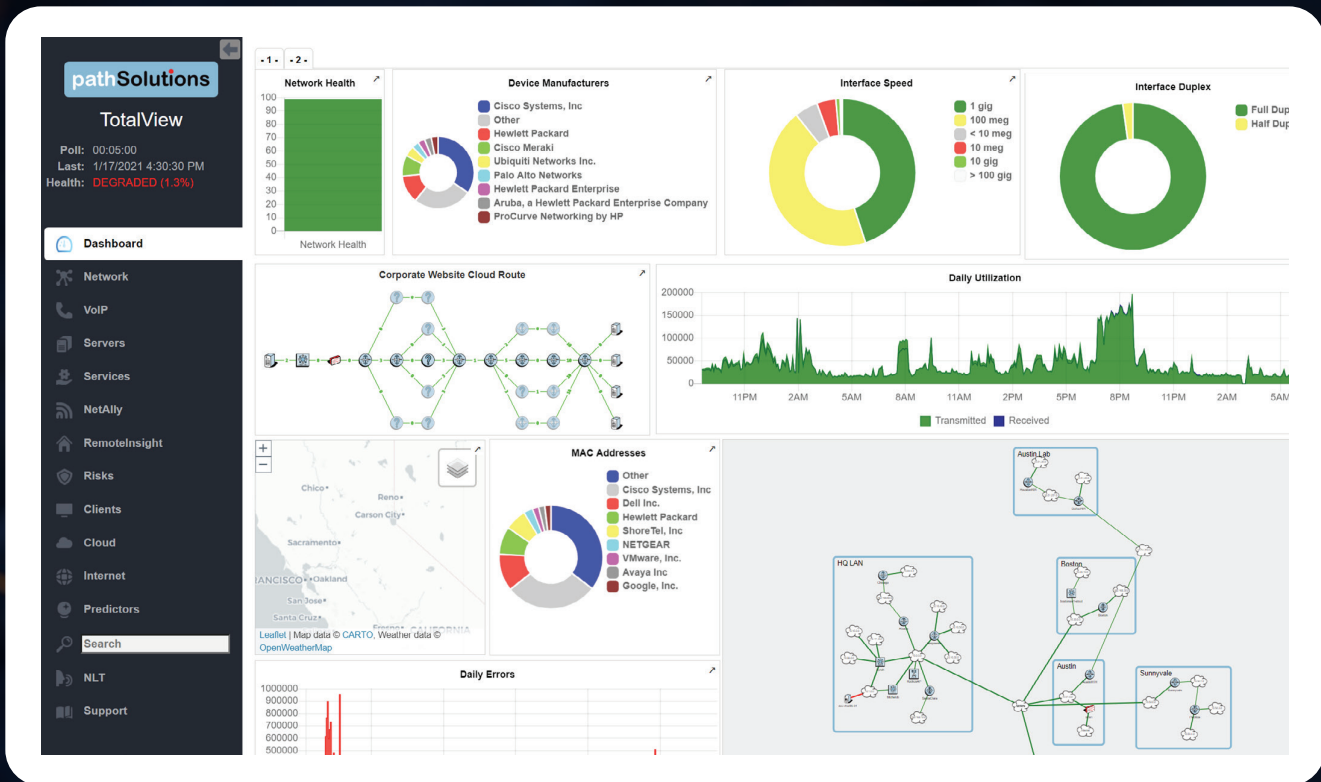 pathSolutions
TotalView
Poll: 00:05:00
Last: 1/17/2021 4:30:30 PM
Health: DEGRADED (1.3%)
Dashboard
Network
VoIP
Servers
Services
NetAlly
RemoteInsight
Risks
Clients
Cloud
Internet
Predictors
Search
NLT
Support
- 1 - - 2 -
Network Health
100
90
80
70
60
50
40
30
20
10
0
Network Health
Device Manufacturers
Cisco Systems, Inc
Other
Hewlett Packard
Cisco Meraki
Ubiquiti Networks Inc.
Palo Alto Networks
Hewlett Packard Enterprise
Aruba, a Hewlett Packard Enterprise Company
ProCurve Networking by HP
Interface Speed
1 gig
100 meg
< 10 meg
10 meg
10 gig
> 100 gig
Interface Duplex
Full Dup
Half Dup
Corporate Website Cloud Route
Daily Utilization
200000
150000
100000
50000
0
11PM 2AM 5AM 8AM 11AM 2PM 5PM 8PM 11PM 2AM 5AM
Transmitted Received
+
−
Chico
Reno
Carson City
Sacramento
RANCISCO Oakland
San Jose
Santa Cruz
Fresno CALIFORNIA
Leaflet | Map data © CARTO, Weather data ©
OpenWeatherMap
MAC Addresses
Other
Cisco Systems, Inc
Dell Inc.
Hewlett Packard
ShoreTel, Inc
NETGEAR
VMware, Inc.
Avaya Inc
Google, Inc.
Austin Lab
HQ LAN
Boston
Austin
Sunnyvale
Daily Errors
1000000
900000
800000
700000
600000
500000